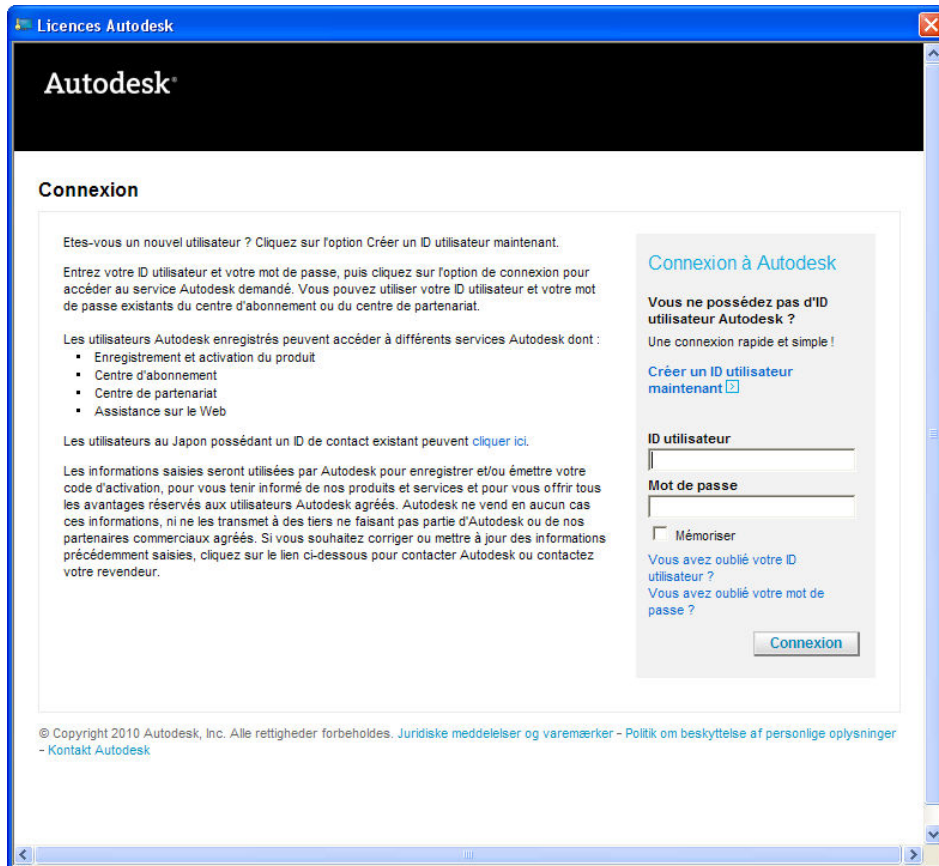 Licences Autodesk
Autodesk®
Connexion
Etes-vous un nouvel utilisateur ? Cliquez sur l'option Créer un ID utilisateur maintenant.
Entrez votre ID utilisateur et votre mot de passe, puis cliquez sur l'option de connexion pour
accéder au service Autodesk demandé. Vous pouvez utiliser votre ID utilisateur et votre mot
de passe existants du centre d'abonnement ou du centre de partenariat.
Les utilisateurs Autodesk enregistrés peuvent accéder à différents services Autodesk dont :
▪ Enregistrement et activation du produit
▪ Centre d'abonnement
▪ Centre de partenariat
▪ Assistance sur le Web
Les utilisateurs au Japon possédant un ID de contact existant peuvent cliquer ici.
Les informations saisies seront utilisées par Autodesk pour enregistrer et/ou émettre votre
code d'activation, pour vous tenir informé de nos produits et services et pour vous offrir tous
les avantages réservés aux utilisateurs Autodesk agréés. Autodesk ne vend en aucun cas
ces informations, ni ne les transmet à des tiers ne faisant pas partie d'Autodesk ou de nos
partenaires commerciaux agréés. Si vous souhaitez corriger ou mettre à jour des informations
précédemment saisies, cliquez sur le lien ci-dessous pour contacter Autodesk ou contactez
votre revendeur.
Connexion à Autodesk
Vous ne possédez pas d'ID
utilisateur Autodesk ?
Une connexion rapide et simple !
Créer un ID utilisateur
maintenant
ID utilisateur
Mot de passe
Mémoriser
Vous avez oublié votre ID
utilisateur ?
Vous avez oublié votre mot de
passe ?
Connexion
© Copyright 2010 Autodesk, Inc. Alle rettigheder forbeholdes. Juridiske meddelelser og varemærker – Politik om beskyttelse af personlige oplysninger
– Kontakt Autodesk